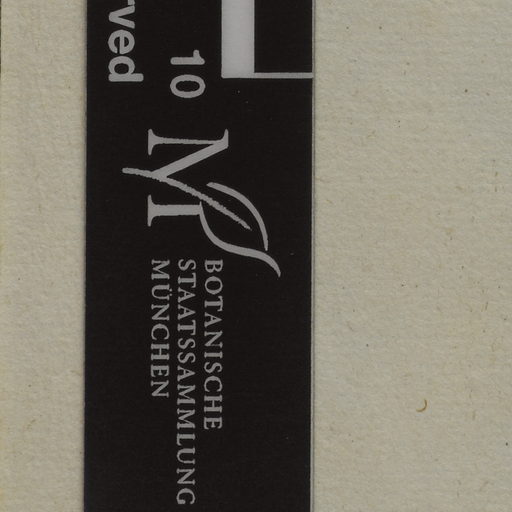 rved
10
BOTANISCHE
STAATSSAMMLUNG
MÜNCHEN